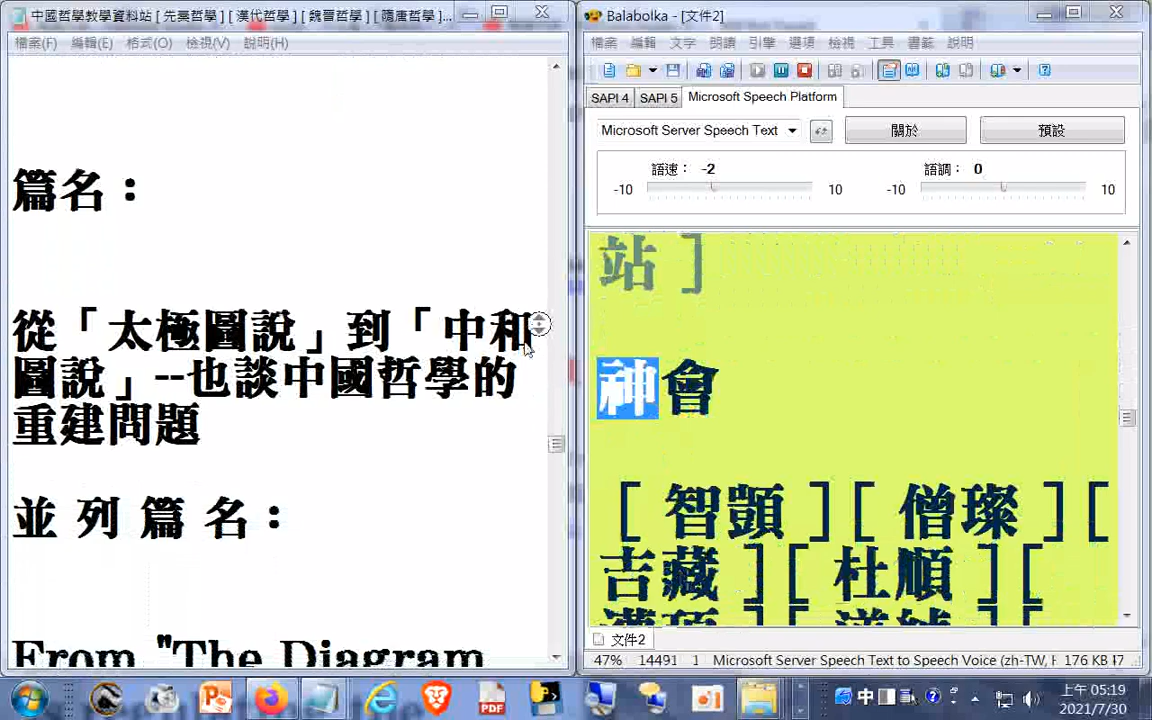 中國哲學教學資料站 [ 先秦哲學 ] [ 漢代哲學 ] [ 魏晉哲學 ] [ 隋唐哲學 ]...
檔案(F) 編輯(E) 格式(O) 檢視(V) 說明(H)
篇名：
從「太極圖說」到「中和
圖說」--也談中國哲學的
重建問題
並 列 篇 名：
From "The Diagram
Balabolka - [文件2]
檔案 編輯 文字 朗讀 引擎 選項 檢視 工具 書籤 說明
SAPI 4 SAPI 5 Microsoft Speech Platform
Microsoft Server Speech Text 關於 預設
語速： -2 語調： 0
-10 10 -10 10
站 ]
神會
[ 智顗 ] [ 僧璨 ] [
吉藏 ] [ 杜順 ] [
文件2
47% 14491 1 Microsoft Server Speech Text to Speech Voice (zh-TW, 176 KB
PDF
中
上午 05:19
2021/7/30